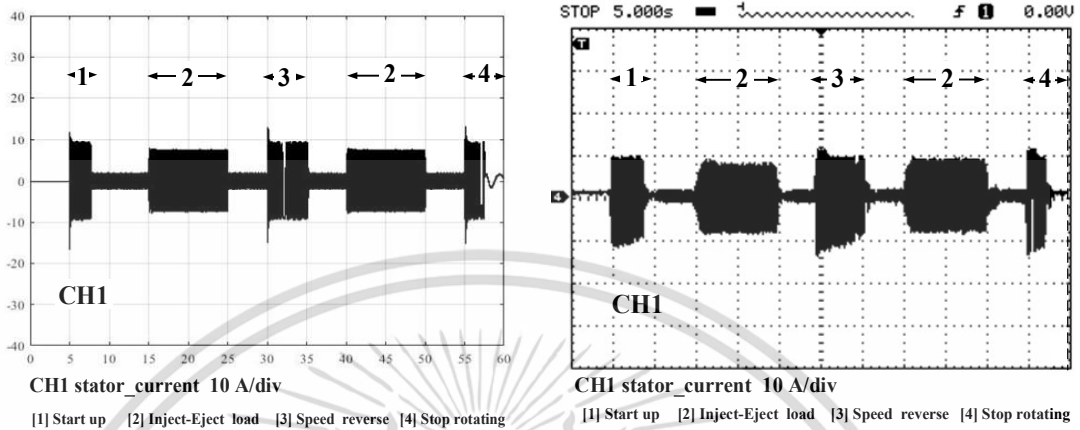 STOP 5.000s 1 0.00V
40
30
20
10
0
-10
-20
-30
-40
1 2 3 2 4
CH1
0 5 10 15 20 25 30 35 40 45 50 55 60
CH1 stator_current 10 A/div
[1] Start up [2] Inject-Eject load [3] Speed reverse [4] Stop rotating
T
1 2 3 2 4
4
CH1
CH1 stator_current 10 A/div
[1] Start up [2] Inject-Eject load [3] Speed reverse [4] Stop rotating